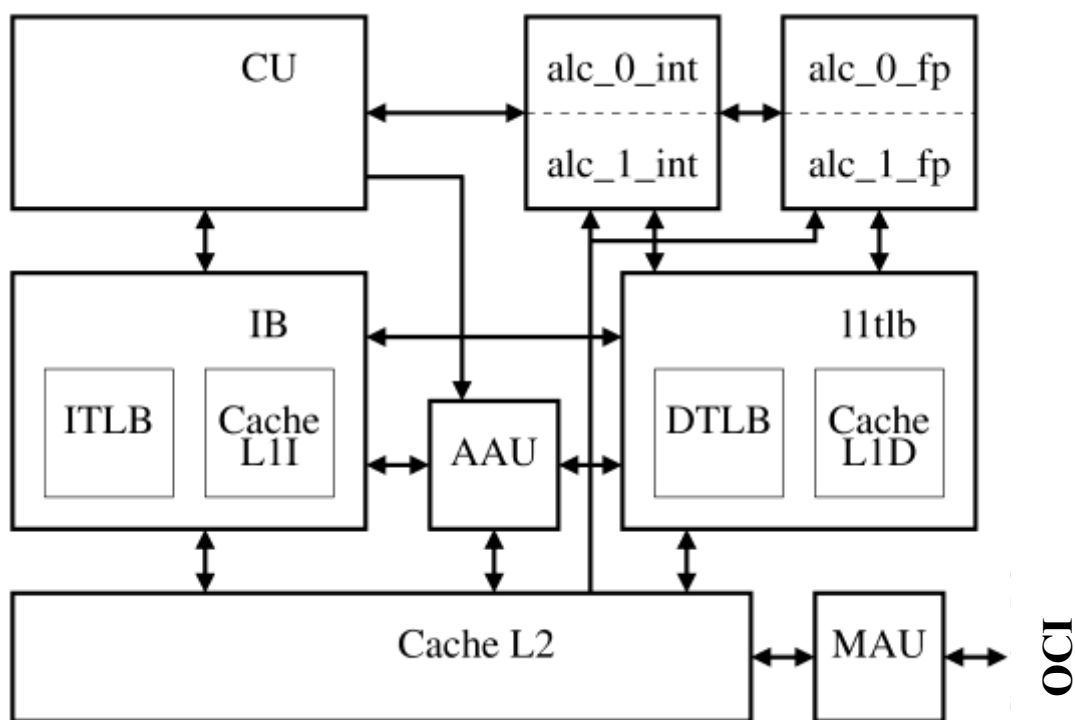 CU
alc_0_int
alc_1_int
alc_0_fp
alc_1_fp
IB
ITLB
Cache
L1I
AAU
l1tlb
DTLB
Cache
L1D
Cache L2
MAU
OCI